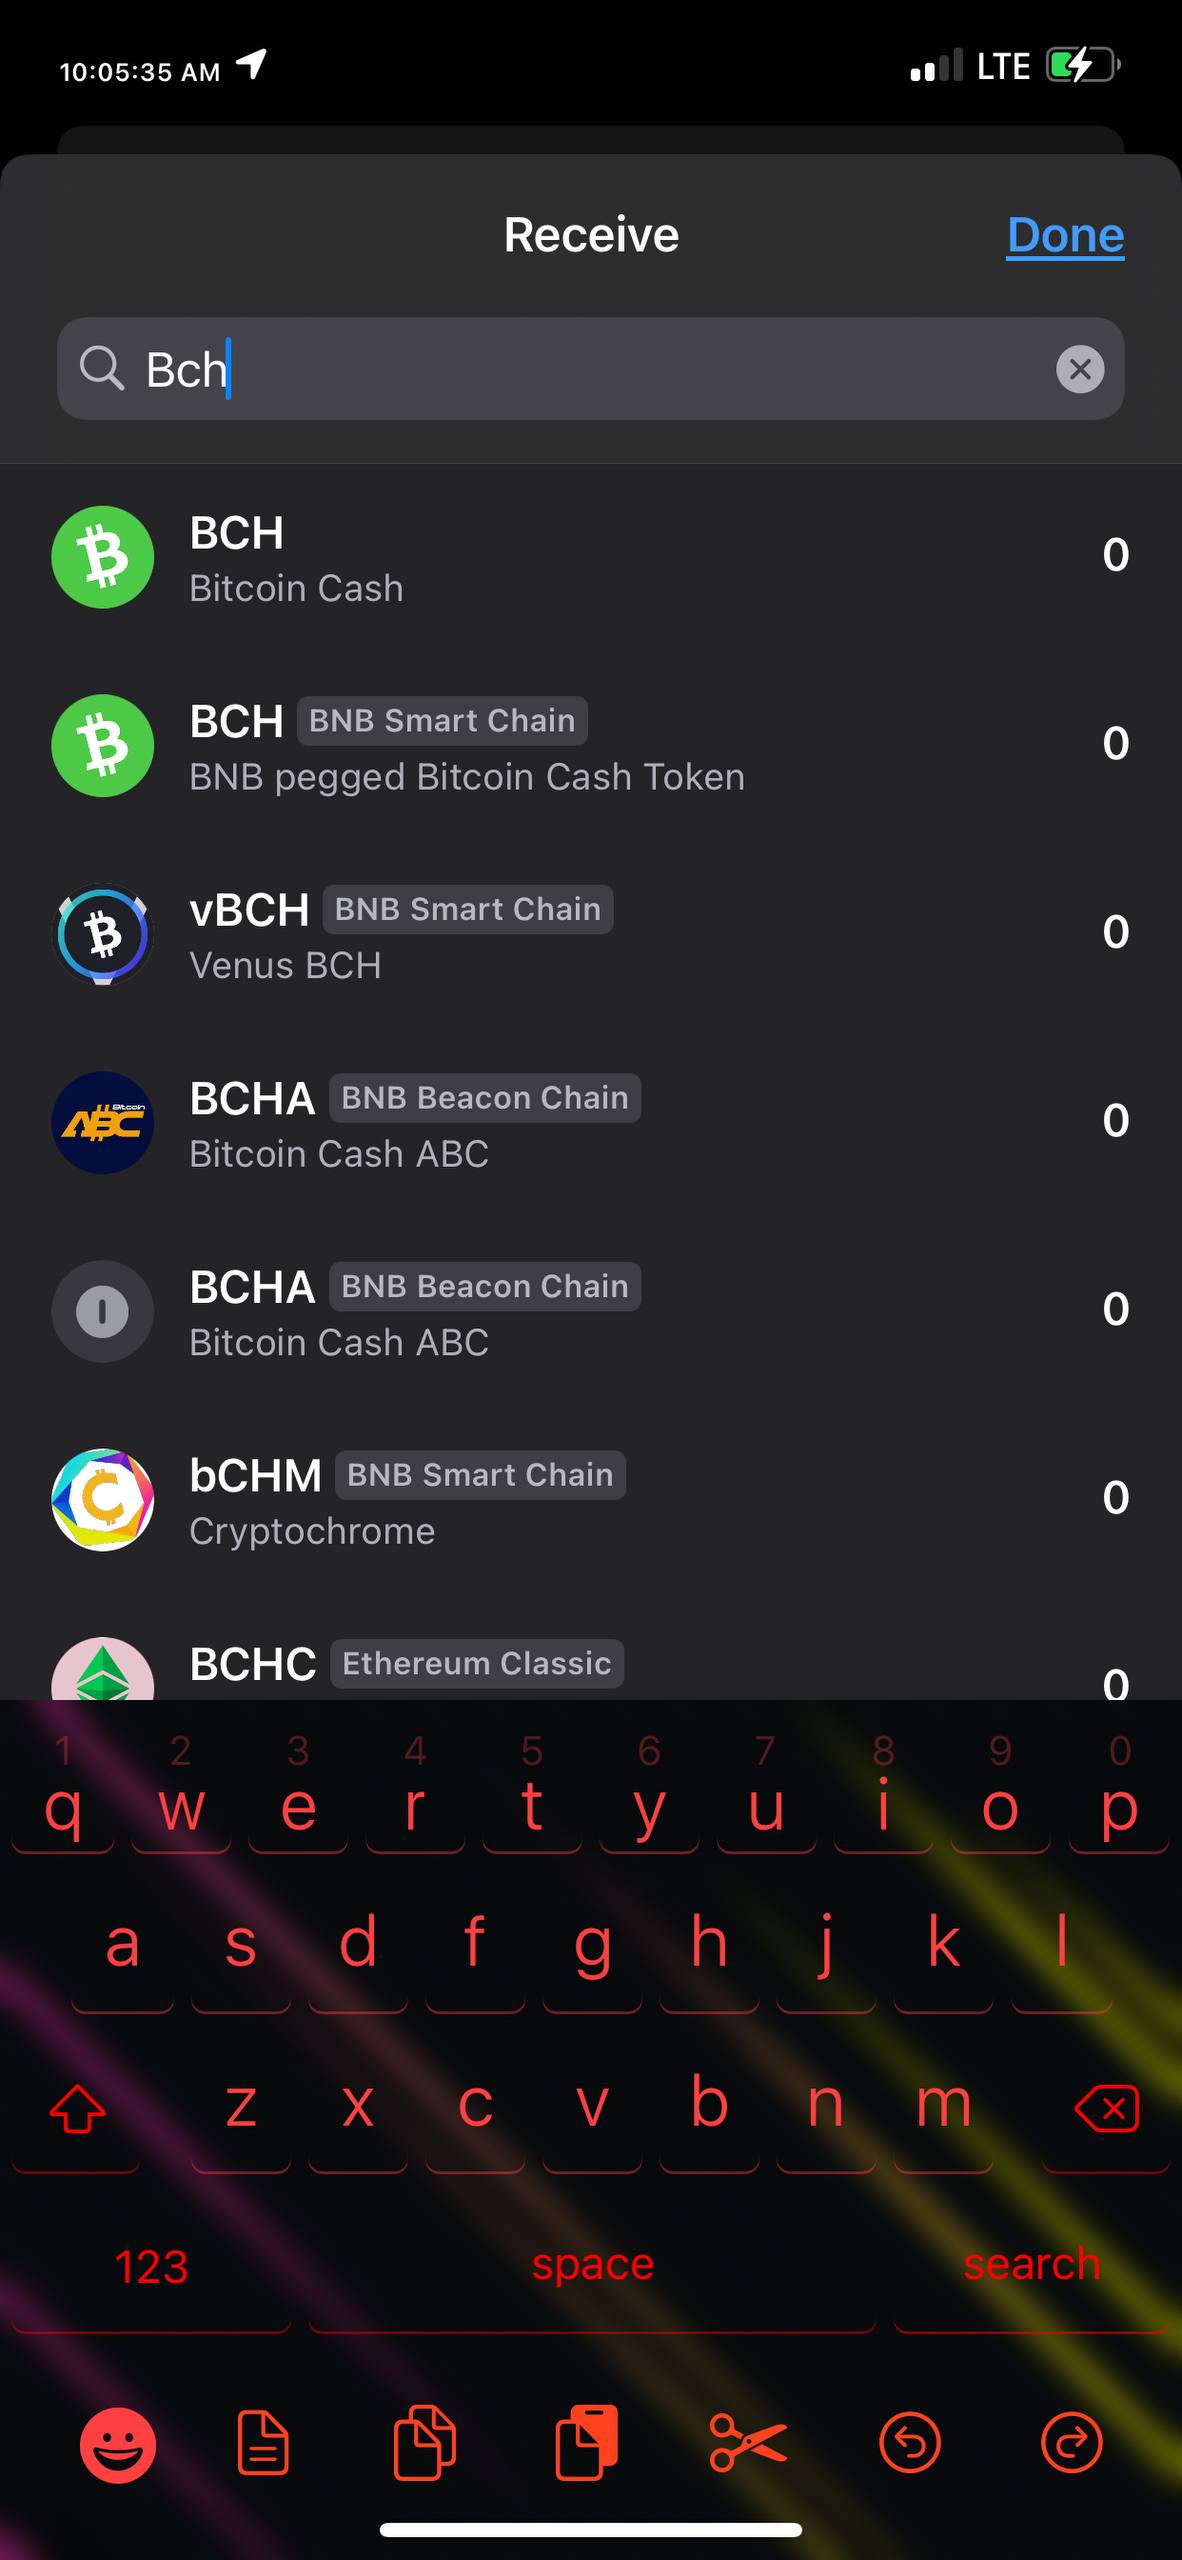 10:05:35 AM LTE
Receive Done
Bch
BCH
Bitcoin Cash
0
BCH BNB Smart Chain
BNB pegged Bitcoin Cash Token
0
vBCH BNB Smart Chain
Venus BCH
0
Bitcoin
ABC
BCHA BNB Beacon Chain
Bitcoin Cash ABC
0
BCHA BNB Beacon Chain
Bitcoin Cash ABC
0
bCHM BNB Smart Chain
Cryptochrome
0
BCHC Ethereum Classic
0
1 2 3 4 5 6 7 8 9 0
q w e r t y u i o p
a s d f g h j k l
z x c v b n m
123 space search